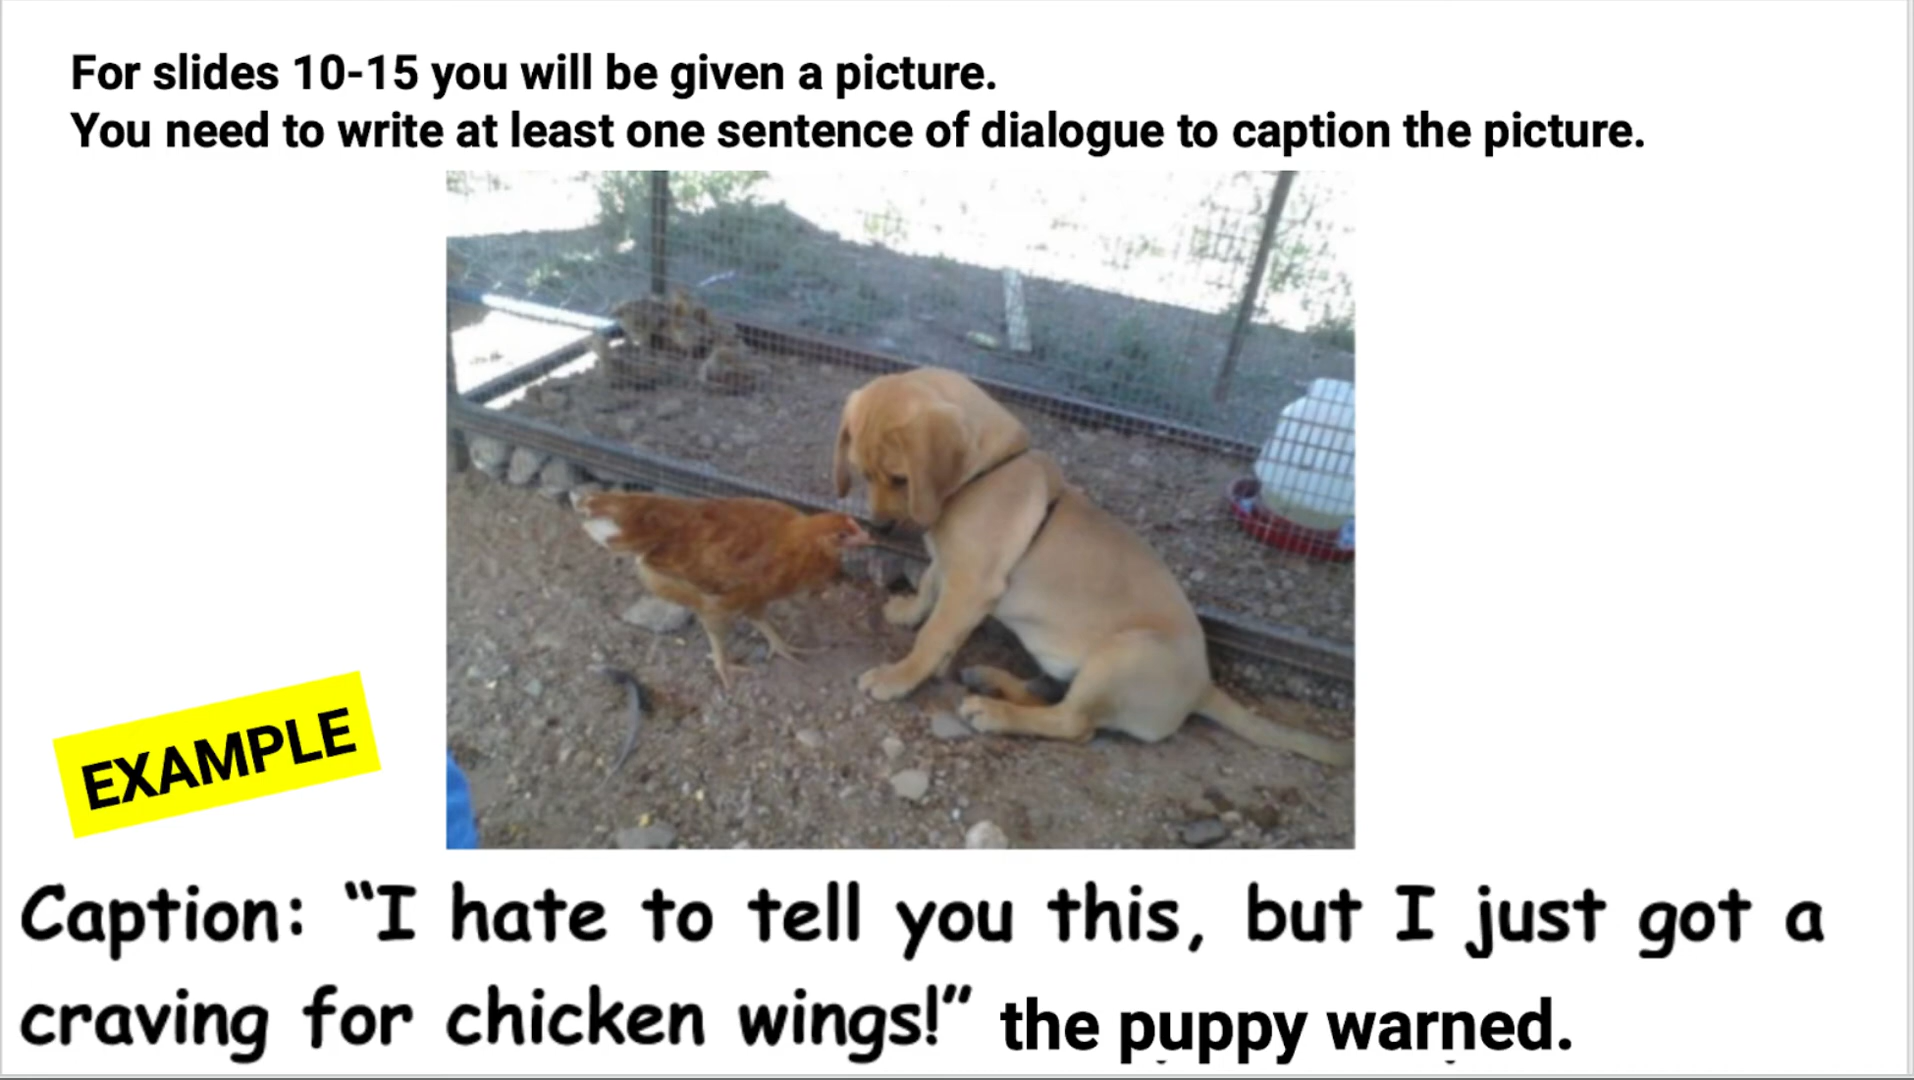 For slides 10-15 you will be given a picture.
You need to write at least one sentence of dialogue to caption the picture.
EXAMPLE
Caption: “I hate to tell you this, but I just got a
craving for chicken wings!” the puppy warned.